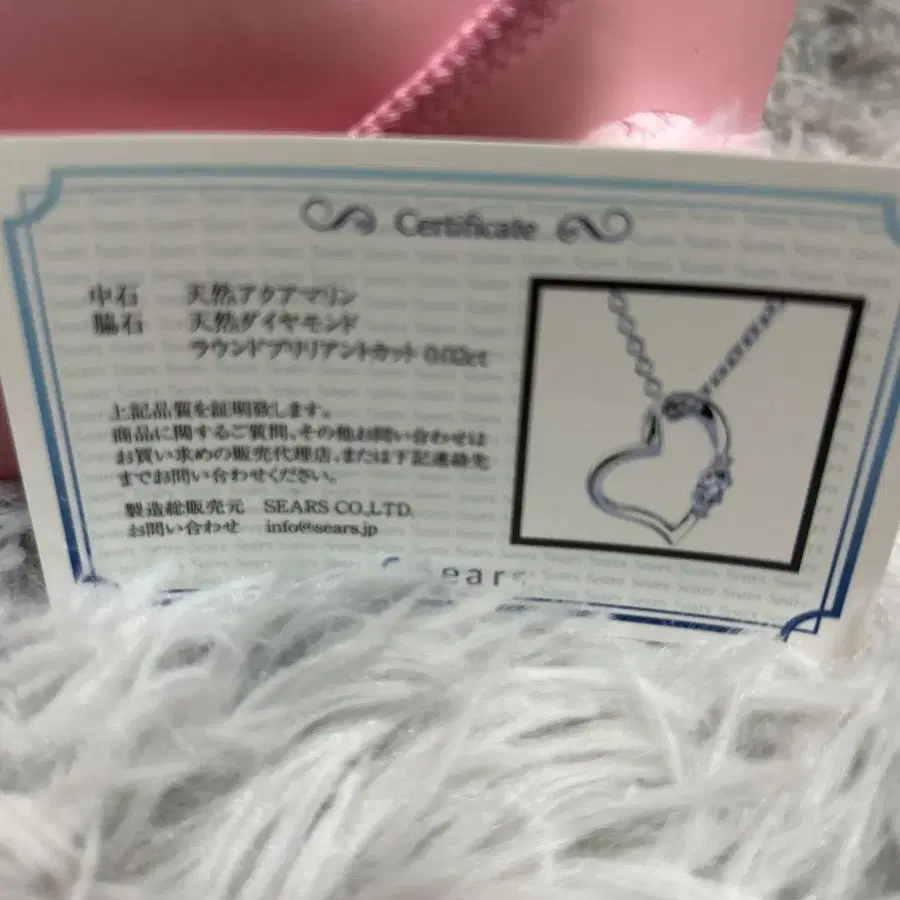 Certificate
中石 天然アクアマリン
脇石 天然ダイヤモンド
ラウンドブリリアントカット 0.02ct
上記品質を証明致します。
商品に関するご質問、その他お問い合わせは
お買い求めの販売代理店、または下記連絡先
までお問い合わせください。
製造総販売元 SEARS CO.,LTD.
お問い合わせ info@sears.jp